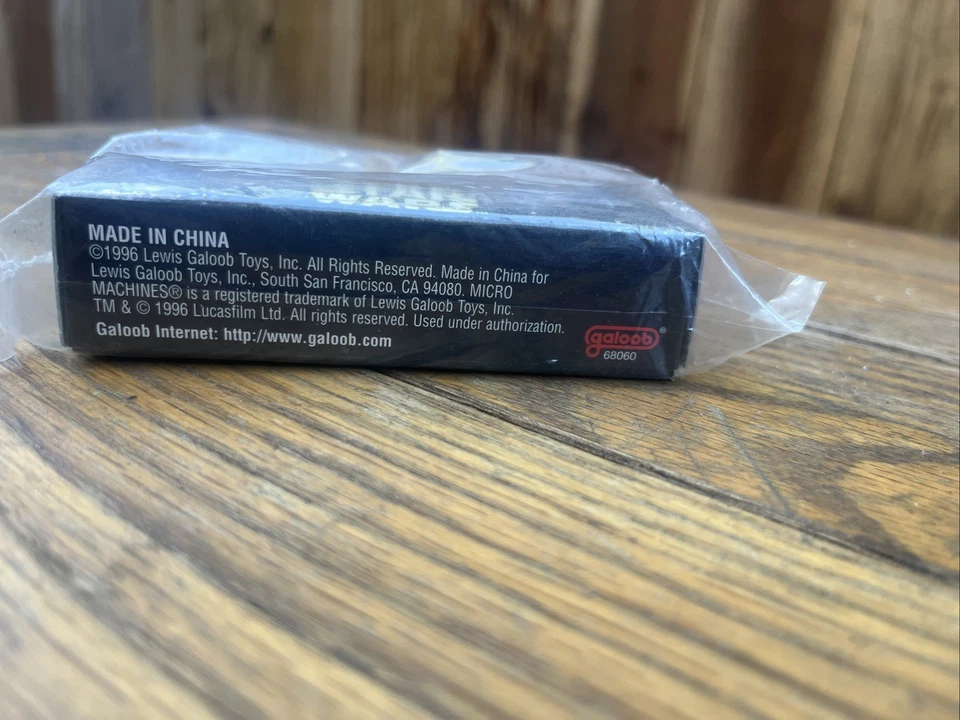 STAR
WARS
MADE IN CHINA
©1996 Lewis Galoob Toys, Inc. All Rights Reserved. Made in China for
Lewis Galoob Toys, Inc., South San Francisco, CA 94080. MICRO
MACHINES® is a registered trademark of Lewis Galoob Toys, Inc.
TM & © 1996 Lucasfilm Ltd. All rights reserved. Used under authorization.
Galoob Internet: http://www.galoob.com
galoob®
68060